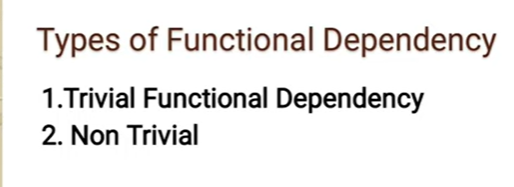 Types of Functional Dependency
1.Trivial Functional Dependency
2. Non Trivial